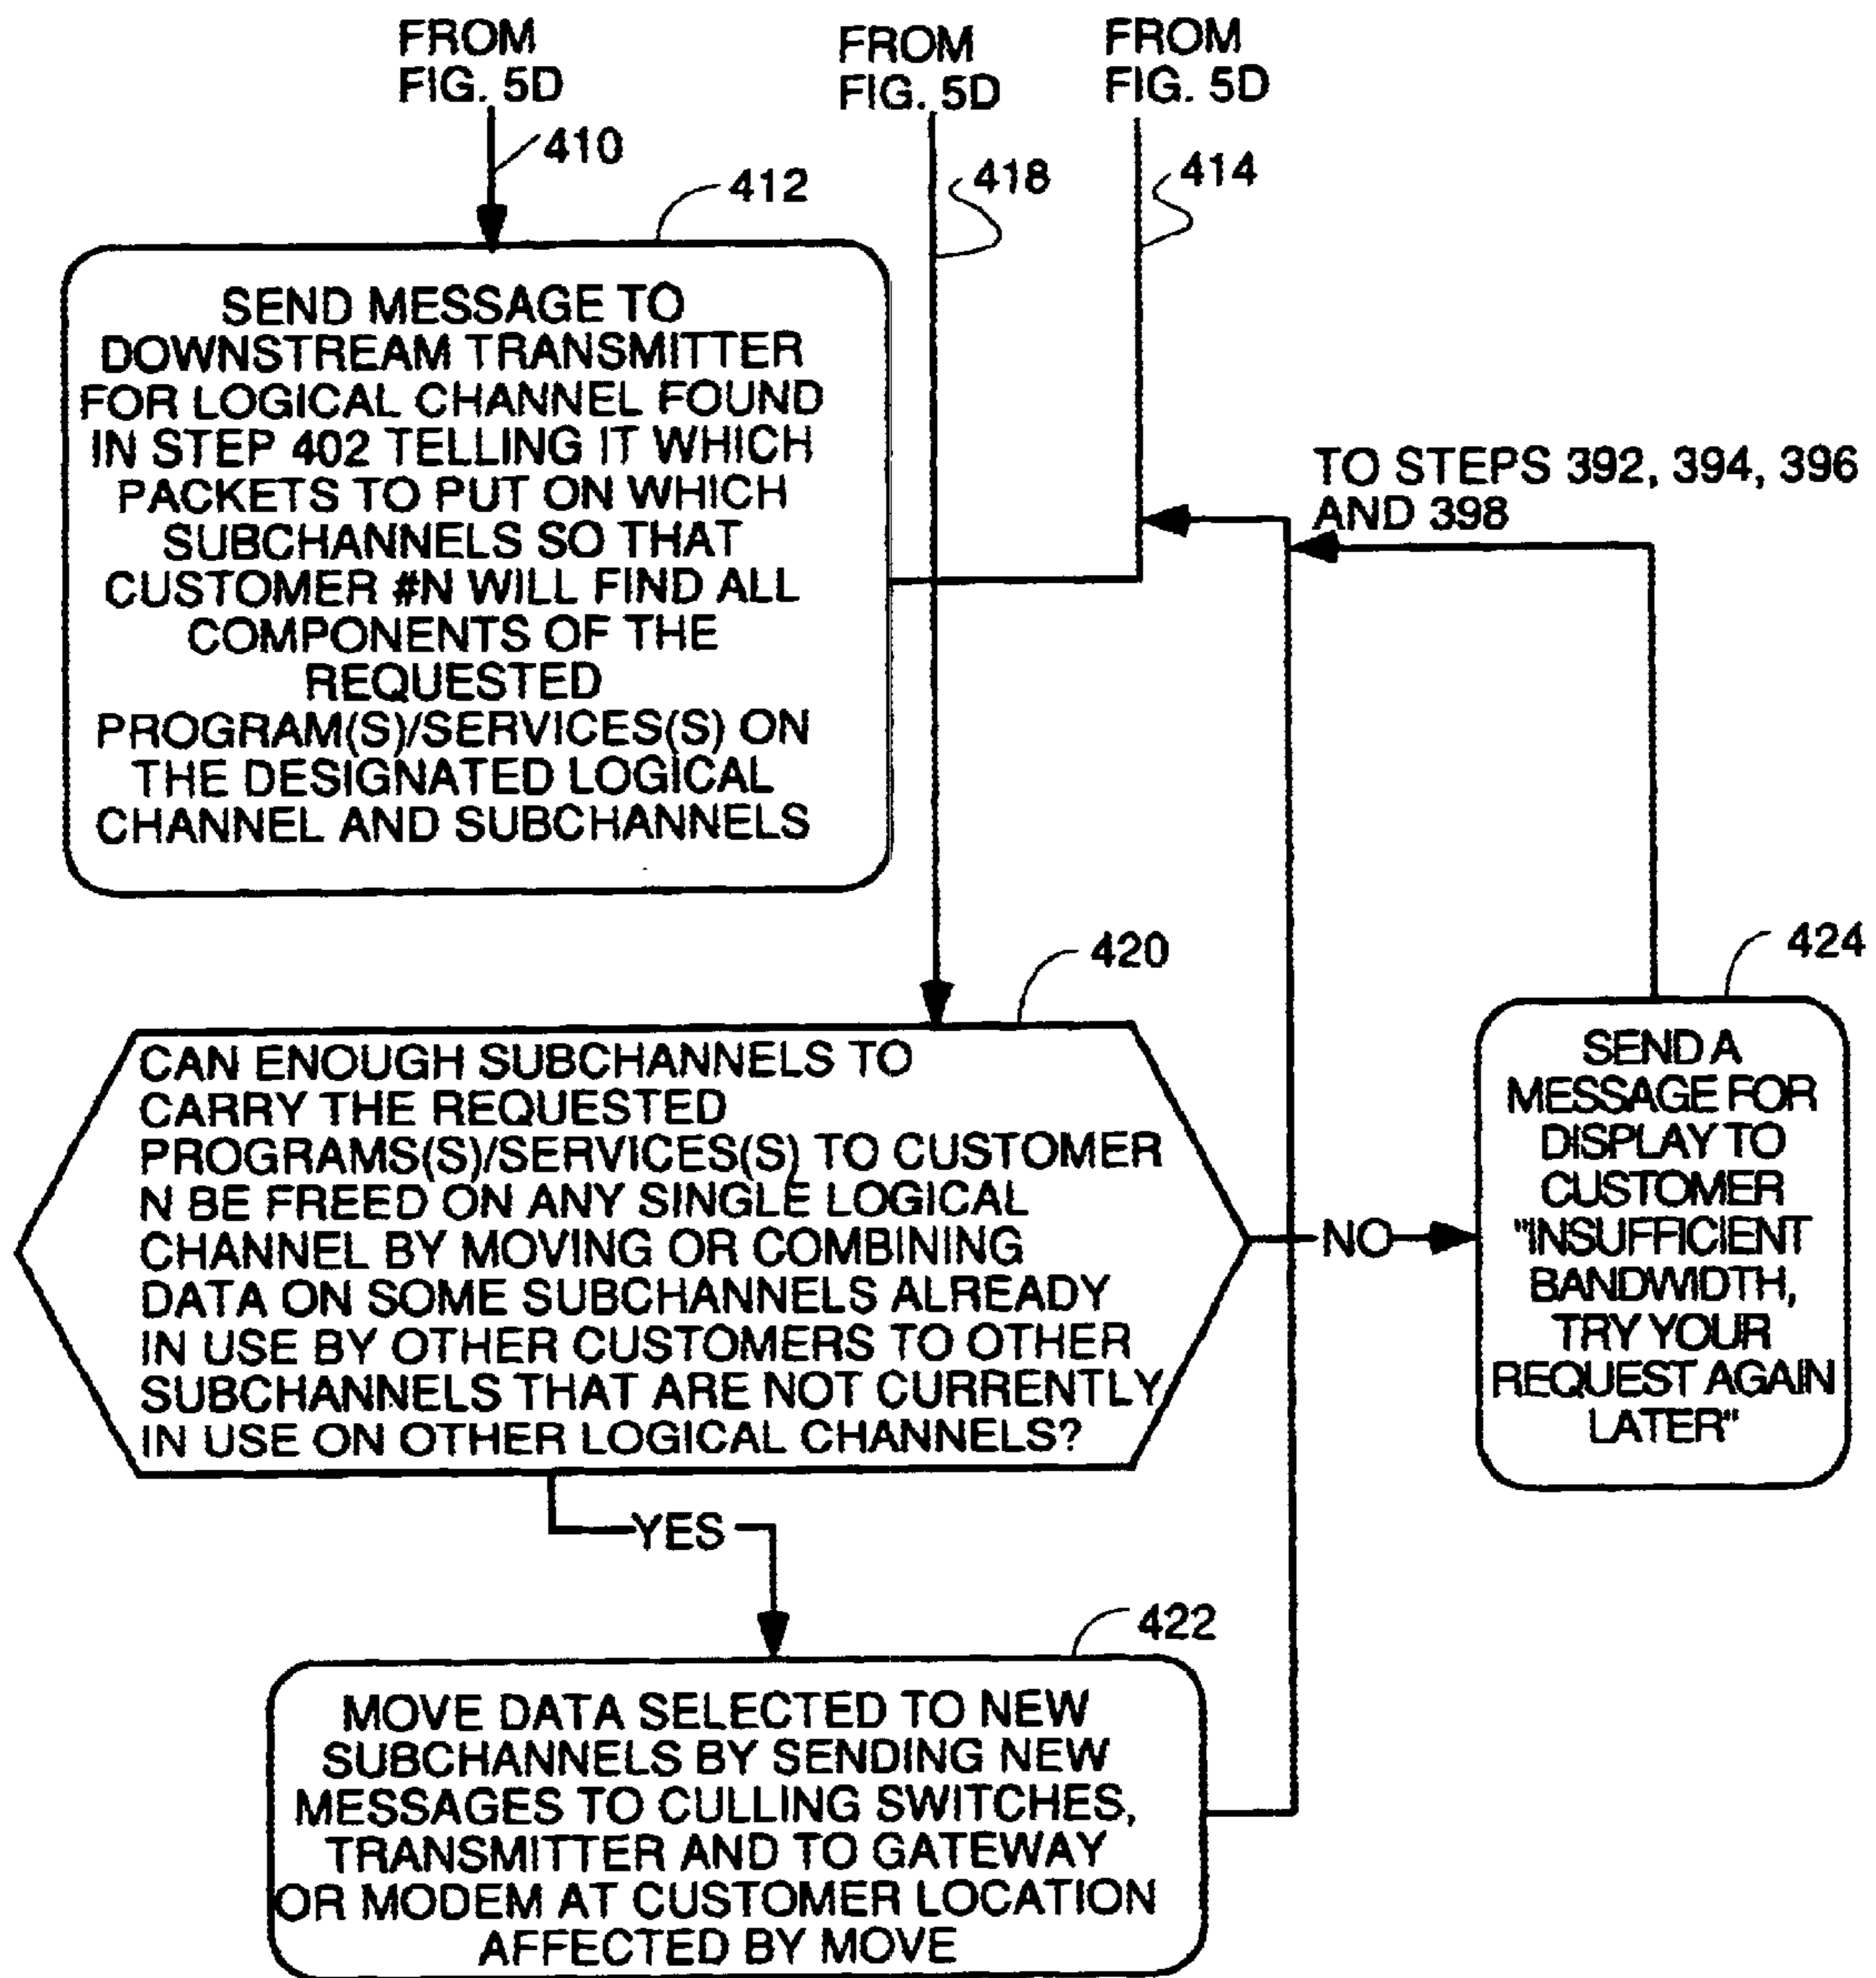 FROM
FIG. 5D
FROM
FIG. 5D
FROM
FIG. 5D
410
412
418
414
SEND MESSAGE TO
DOWNSTREAM TRANSMITTER
FOR LOGICAL CHANNEL FOUND
IN STEP 402 TELLING IT WHICH
PACKETS TO PUT ON WHICH
SUBCHANNELS SO THAT
CUSTOMER #N WILL FIND ALL
COMPONENTS OF THE
REQUESTED
PROGRAM(S)/SERVICES(S) ON
THE DESIGNATED LOGICAL
CHANNEL AND SUBCHANNELS
TO STEPS 392, 394, 396
AND 398
420
CAN ENOUGH SUBCHANNELS TO
CARRY THE REQUESTED
PROGRAMS(S)/SERVICES(S) TO CUSTOMER
N BE FREED ON ANY SINGLE LOGICAL
CHANNEL BY MOVING OR COMBINING
DATA ON SOME SUBCHANNELS ALREADY
IN USE BY OTHER CUSTOMERS TO OTHER
SUBCHANNELS THAT ARE NOT CURRENTLY
IN USE ON OTHER LOGICAL CHANNELS?
NO
424
SEND A
MESSAGE FOR
DISPLAY TO
CUSTOMER
"INSUFFICIENT
BANDWIDTH,
TRY YOUR
REQUEST AGAIN
LATER"
YES
422
MOVE DATA SELECTED TO NEW
SUBCHANNELS BY SENDING NEW
MESSAGES TO CULLING SWITCHES,
TRANSMITTER AND TO GATEWAY
OR MODEM AT CUSTOMER LOCATION
AFFECTED BY MOVE